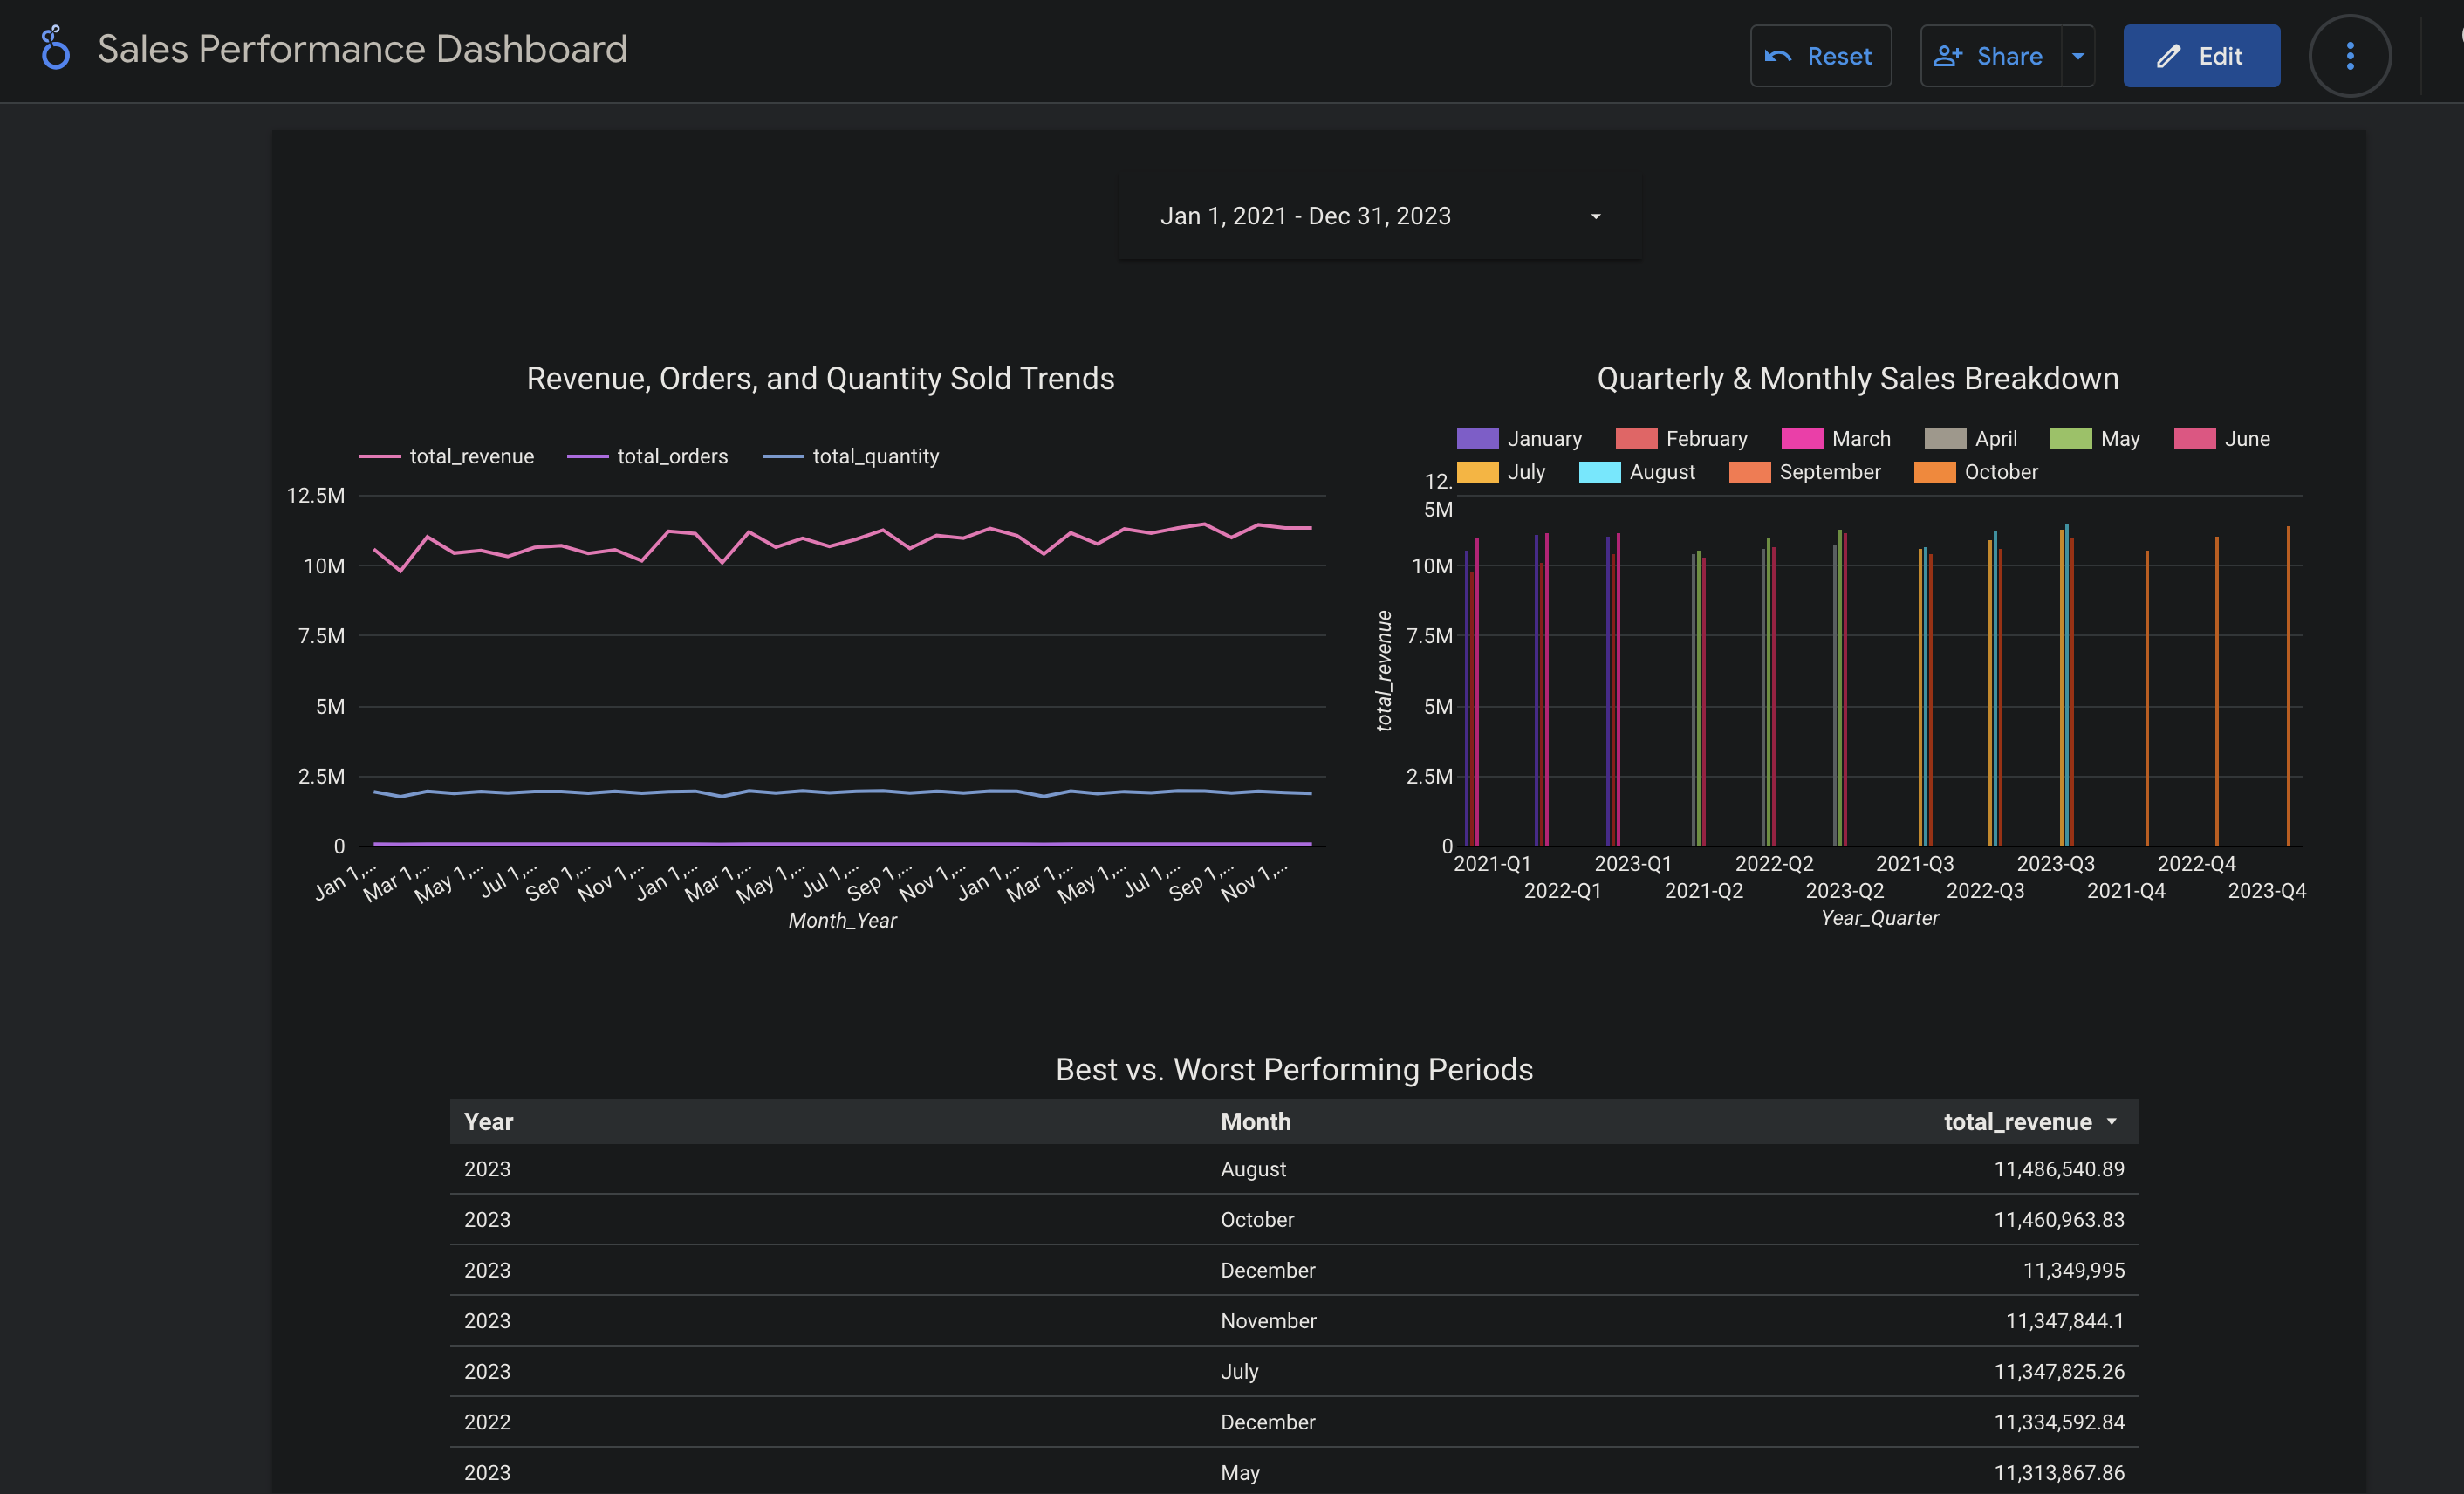 Sales Performance Dashboard
Reset
Share
Edit
Jan 1, 2021 - Dec 31, 2023
Revenue, Orders, and Quantity Sold Trends
total_revenue total_orders total_quantity
12.5M
10M
7.5M
5M
2.5M
0
Jan 1,... Mar 1,... May 1,... Jul 1,... Sep 1,... Nov 1,... Jan 1,... Mar 1,... May 1,... Jul 1,... Sep 1,... Nov 1,... Jan 1,... Mar 1,... May 1,... Jul 1,... Sep 1,... Nov 1,...
Month_Year
Quarterly & Monthly Sales Breakdown
January February March April May June
July August September October
12.
5M
10M
7.5M
5M
2.5M
0
total_revenue
2021-Q1 2023-Q1 2022-Q2 2021-Q3 2023-Q3 2022-Q4
2022-Q1 2021-Q2 2023-Q2 2022-Q3 2021-Q4 2023-Q4
Year_Quarter
Best vs. Worst Performing Periods
Year Month total_revenue
2023 August 11,486,540.89
2023 October 11,460,963.83
2023 December 11,349,995
2023 November 11,347,844.1
2023 July 11,347,825.26
2022 December 11,334,592.84
2023 May 11,313,867.86